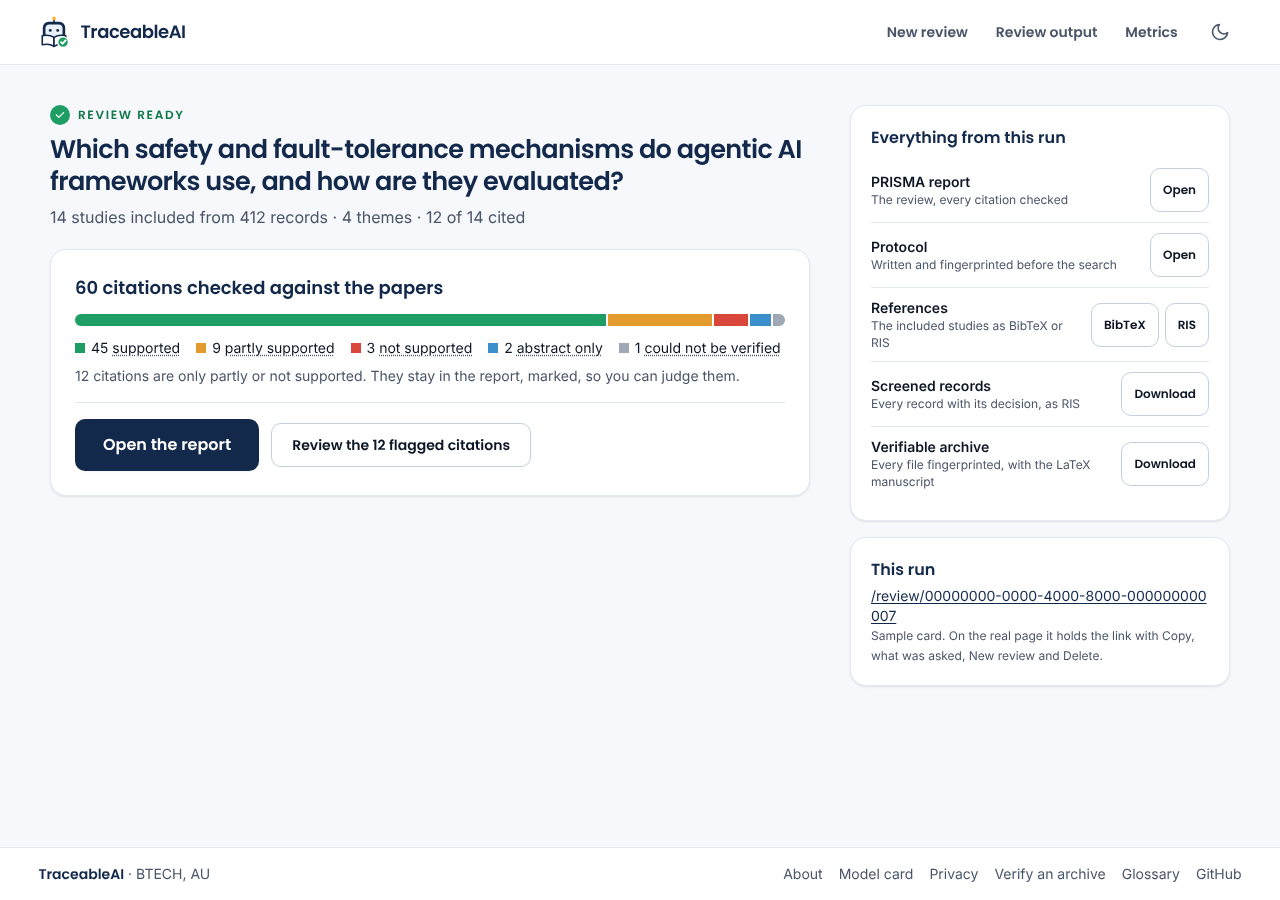 TraceableAI
New review
Review output
Metrics
REVIEW READY
Which safety and fault-tolerance mechanisms do agentic AI
frameworks use, and how are they evaluated?
14 studies included from 412 records · 4 themes · 12 of 14 cited
60 citations checked against the papers
45 supported
9 partly supported
3 not supported
2 abstract only
1 could not be verified
12 citations are only partly or not supported. They stay in the report, marked, so you can judge them.
Open the report
Review the 12 flagged citations
Everything from this run
PRISMA report
The review, every citation checked
Open
Protocol
Written and fingerprinted before the search
Open
References
The included studies as BibTeX or
RIS
BibTeX
RIS
Screened records
Every record with its decision, as RIS
Download
Verifiable archive
Every file fingerprinted, with the LaTeX
manuscript
Download
This run
/review/00000000-0000-4000-8000-000000000
007
Sample card. On the real page it holds the link with Copy,
what was asked, New review and Delete.
TraceableAI · BTECH, AU
About
Model card
Privacy
Verify an archive
Glossary
GitHub